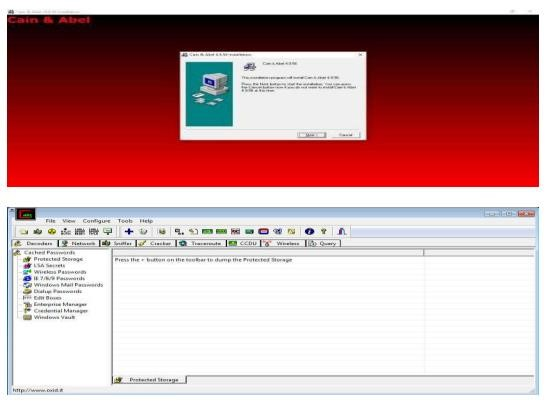 Cain & Abel
Cain & Abel 4.9.56 Installation
Cain & Abel 4.9.56
This installation program will install Cain & Abel 4.9.56.
Press the Next button to start the installation. You can press
the Cancel button now if you do not want to install Cain & Abel
4.9.56 at this time.
Next > Cancel
File View Configure Tools Help
Decoders Network Sniffer Cracker Traceroute CCDU Wireless Query
Cached Passwords
Protected Storage
LSA Secrets
Wireless Passwords
IE 7/8/9 Passwords
Windows Mail Passwords
Dialup Passwords
Edit Boxes
Enterprise Manager
Credential Manager
Windows Vault
Press the + button on the toolbar to dump the Protected Storage
Protected Storage
http://www.oxid.it